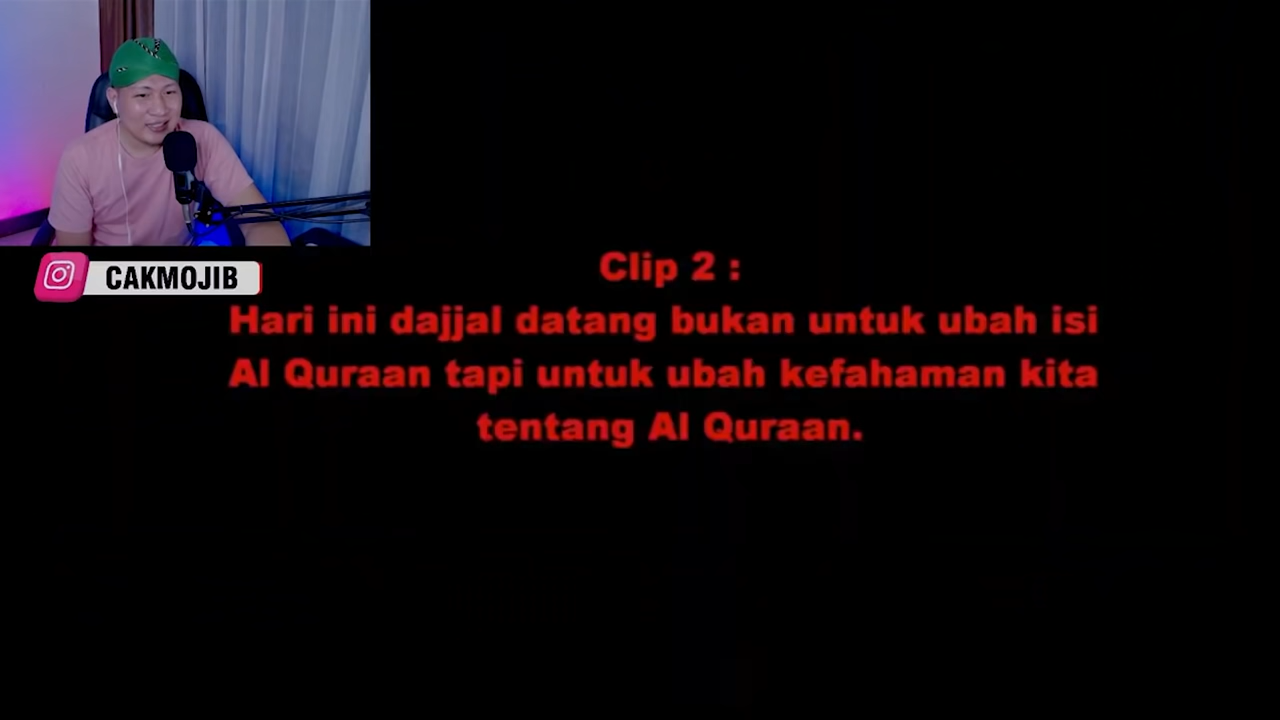 CAKMOJIB
Clip 2 :
Hari ini dajjal datang bukan untuk ubah isi
Al Quraan tapi untuk ubah kefahaman kita
tentang Al Quraan.